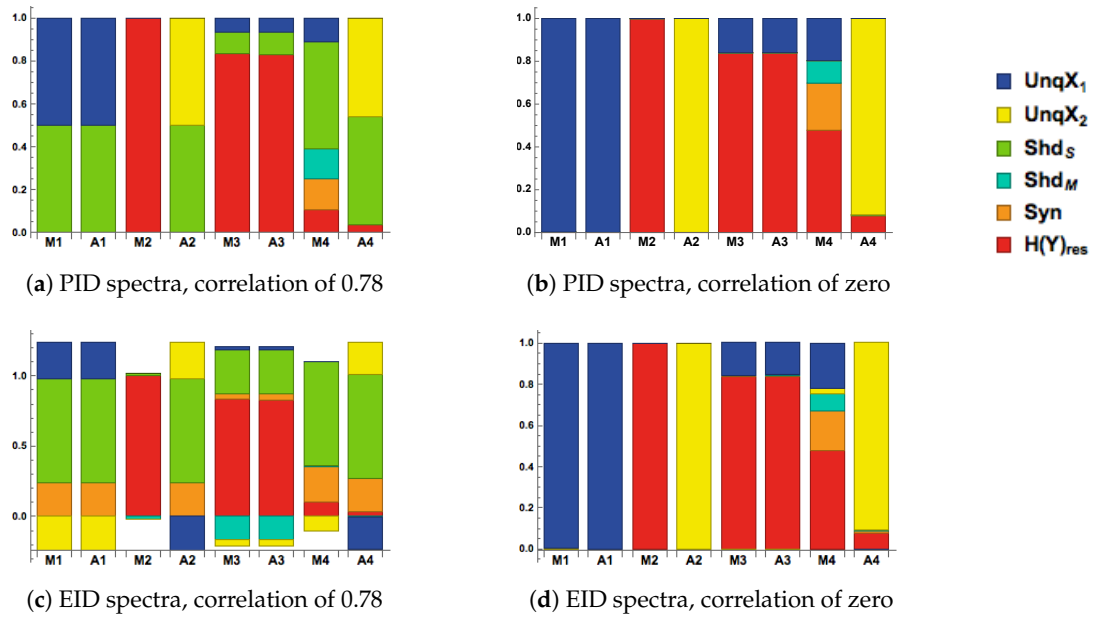 1.0
0.8
0.6
0.4
0.2
0.0
M1 A1 M2 A2 M3 A3 M4 A4
(a) PID spectra, correlation of 0.78
1.0
0.8
0.6
0.4
0.2
0.0
M1 A1 M2 A2 M3 A3 M4 A4
(b) PID spectra, correlation of zero
UnqX₁
UnqX₂
Shd_S
Shd_M
Syn
H(Y)_res
1.0
0.5
0.0
M1 A1 M2 A2 M3 A3 M4 A4
(c) EID spectra, correlation of 0.78
1.0
0.8
0.6
0.4
0.2
0.0
M1 A1 M2 A2 M3 A3 M4 A4
(d) EID spectra, correlation of zero